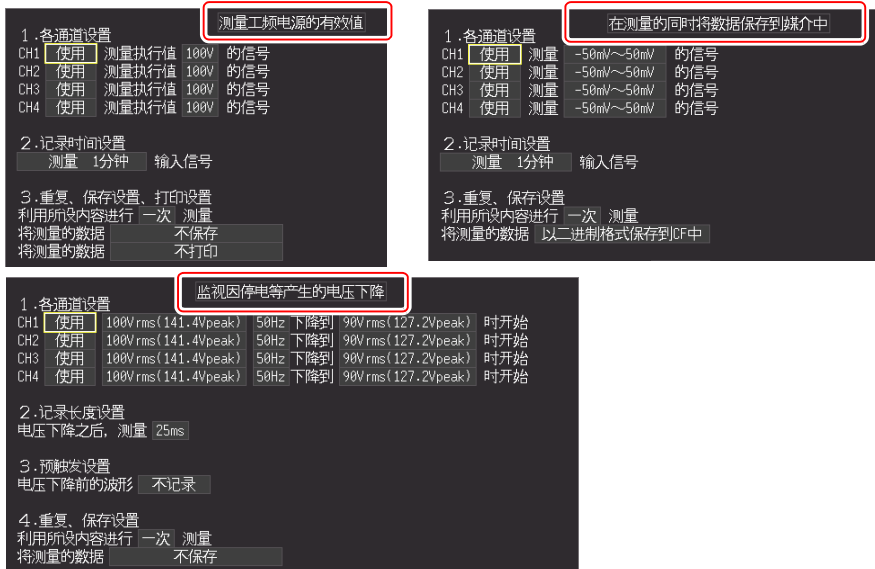 测量工频电源的有效值
1.各通道设置
CH1 使用 测量执行值 100V 的信号
CH2 使用 测量执行值 100V 的信号
CH3 使用 测量执行值 100V 的信号
CH4 使用 测量执行值 100V 的信号
2.记录时间设置
测量 1分钟 输入信号
3.重复、保存设置、打印设置
利用所设内容进行 一次 测量
将测量的数据 不保存
将测量的数据 不打印
在测量的同时将数据保存到媒介中
1.各通道设置
CH1 使用 测量 -50mV～50mV 的信号
CH2 使用 测量 -50mV～50mV 的信号
CH3 使用 测量 -50mV～50mV 的信号
CH4 使用 测量 -50mV～50mV 的信号
2.记录时间设置
测量 1分钟 输入信号
3.重复、保存设置
利用所设内容进行 一次 测量
将测量的数据 以二进制格式保存到CF中
监视因停电等产生的电压下降
1.各通道设置
CH1 使用 100Vrms(141.4Vpeak) 50Hz 下降到 90Vrms(127.2Vpeak) 时开始
CH2 使用 100Vrms(141.4Vpeak) 50Hz 下降到 90Vrms(127.2Vpeak) 时开始
CH3 使用 100Vrms(141.4Vpeak) 50Hz 下降到 90Vrms(127.2Vpeak) 时开始
CH4 使用 100Vrms(141.4Vpeak) 50Hz 下降到 90Vrms(127.2Vpeak) 时开始
2.记录长度设置
电压下降之后，测量 25ms
3.预触发设置
电压下降前的波形 不记录
4.重复、保存设置
利用所设内容进行 一次 测量
将测量的数据 不保存